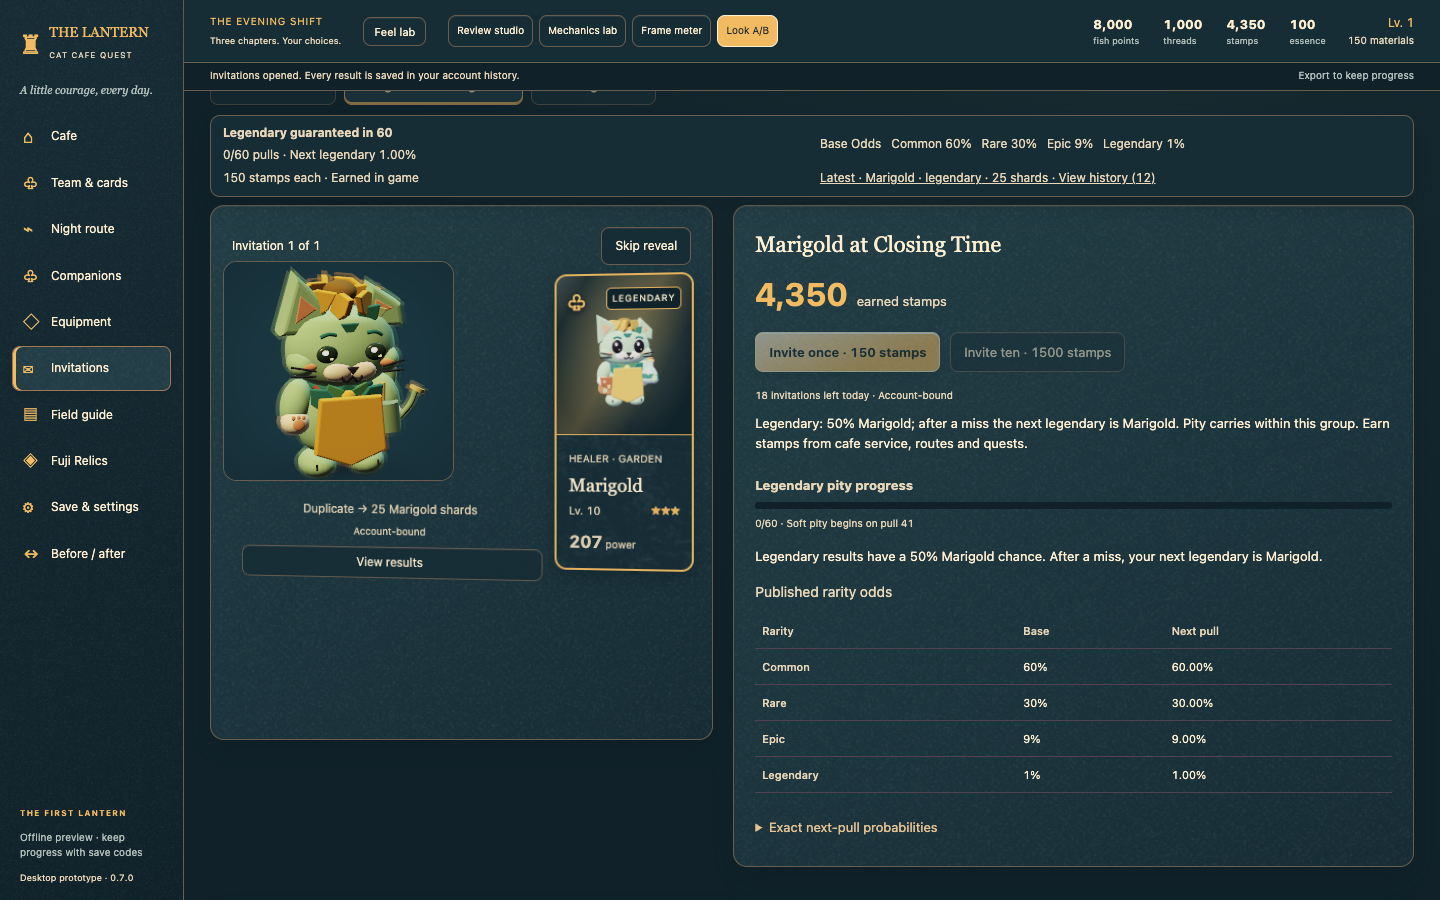 THE LANTERN
CAT CAFE QUEST
A little courage, every day.
Cafe
Team & cards
Night route
Companions
Equipment
Invitations
Field guide
Fuji Relics
Save & settings
Before / after
THE FIRST LANTERN
Offline preview · keep
progress with save codes
Desktop prototype · 0.7.0
THE EVENING SHIFT
Three chapters. Your choices.
Feel lab
Review studio
Mechanics lab
Frame meter
Look A/B
8,000
fish points
1,000
threads
4,350
stamps
100
essence
Lv. 1
150 materials
Invitations opened. Every result is saved in your account history.
Export to keep progress
Legendary guaranteed in 60
0/60 pulls · Next legendary 1.00%
150 stamps each · Earned in game
Base Odds Common 60% Rare 30% Epic 9% Legendary 1%
Latest · Marigold · legendary · 25 shards · View history (12)
Invitation 1 of 1
Skip reveal
LEGENDARY
HEALER · GARDEN
Marigold
Lv. 10 ★★★
207 power
Duplicate → 25 Marigold shards
Account-bound
View results
Marigold at Closing Time
4,350 earned stamps
Invite once · 150 stamps
Invite ten · 1500 stamps
18 invitations left today · Account-bound
Legendary: 50% Marigold; after a miss the next legendary is Marigold. Pity carries within this group. Earn
stamps from cafe service, routes and quests.
Legendary pity progress
0/60 · Soft pity begins on pull 41
Legendary results have a 50% Marigold chance. After a miss, your next legendary is Marigold.
Published rarity odds
Rarity Base Next pull
Common 60% 60.00%
Rare 30% 30.00%
Epic 9% 9.00%
Legendary 1% 1.00%
▶ Exact next-pull probabilities